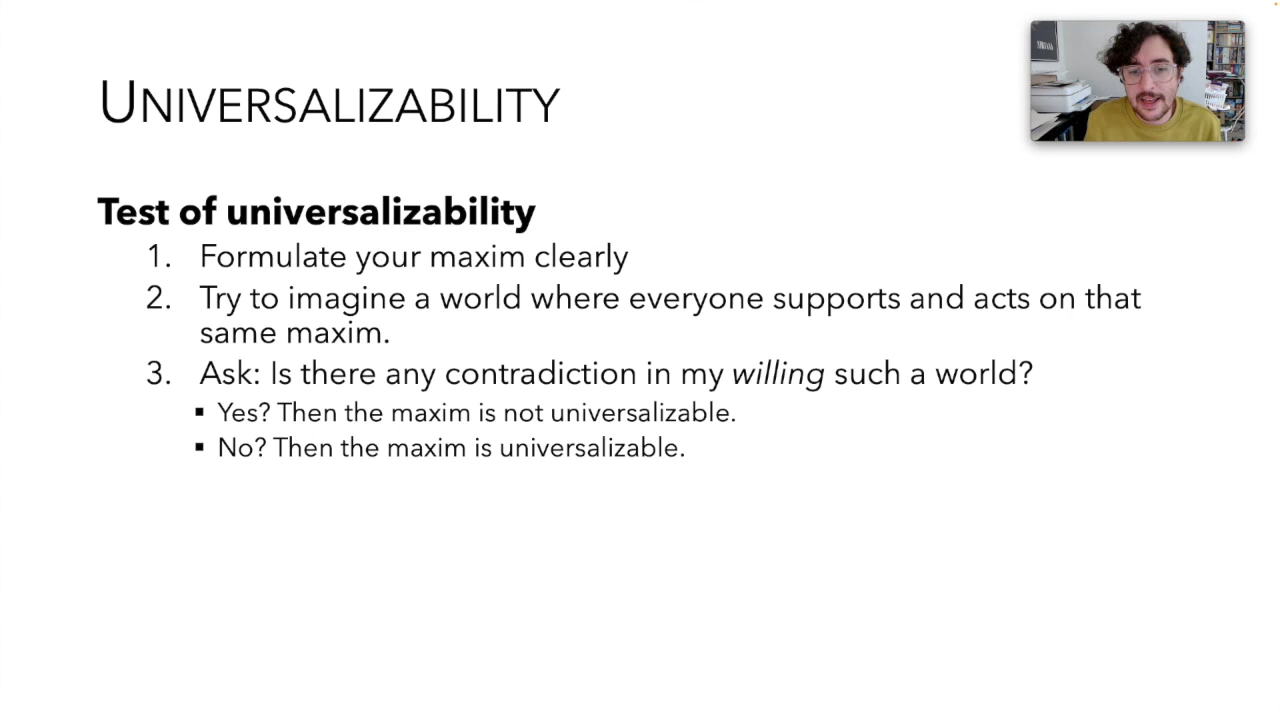 UNIVERSALIZABILITY
Test of universalizability
1. Formulate your maxim clearly
2. Try to imagine a world where everyone supports and acts on that
same maxim.
3. Ask: Is there any contradiction in my willing such a world?
▪ Yes? Then the maxim is not universalizable.
▪ No? Then the maxim is universalizable.
NIRVANA